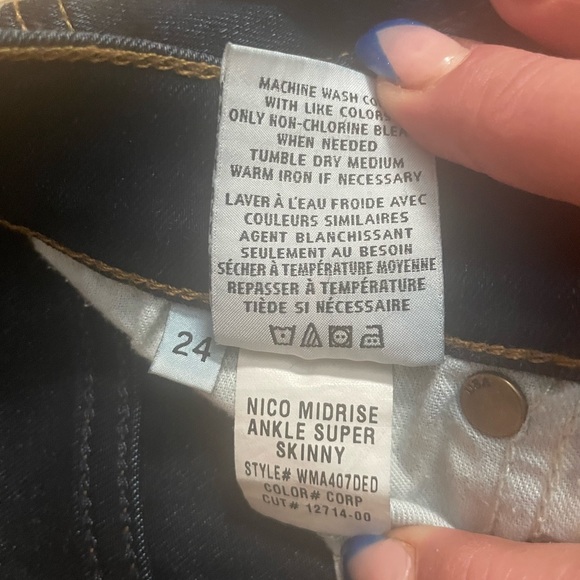 MACHINE WASH
WITH LIKE COLORS
ONLY NON-CHLORINE
WHEN NEEDED
TUMBLE DRY MEDIUM
WARM IRON IF NECESSARY
LAVER À L'EAU FROIDE AVEC
COULEURS SIMILAIRES
AGENT BLANCHISSANT
SEULEMENT AU BESOIN
SÉCHER À TEMPÉRATURE MOYENNE
REPASSER À TEMPÉRATURE
TIÈDE SI NÉCESSAIRE
24
NICO MIDRISE
ANKLE SUPER
SKINNY
STYLE# WMA407DED
COLOR# CORP
CUT# 12714-00